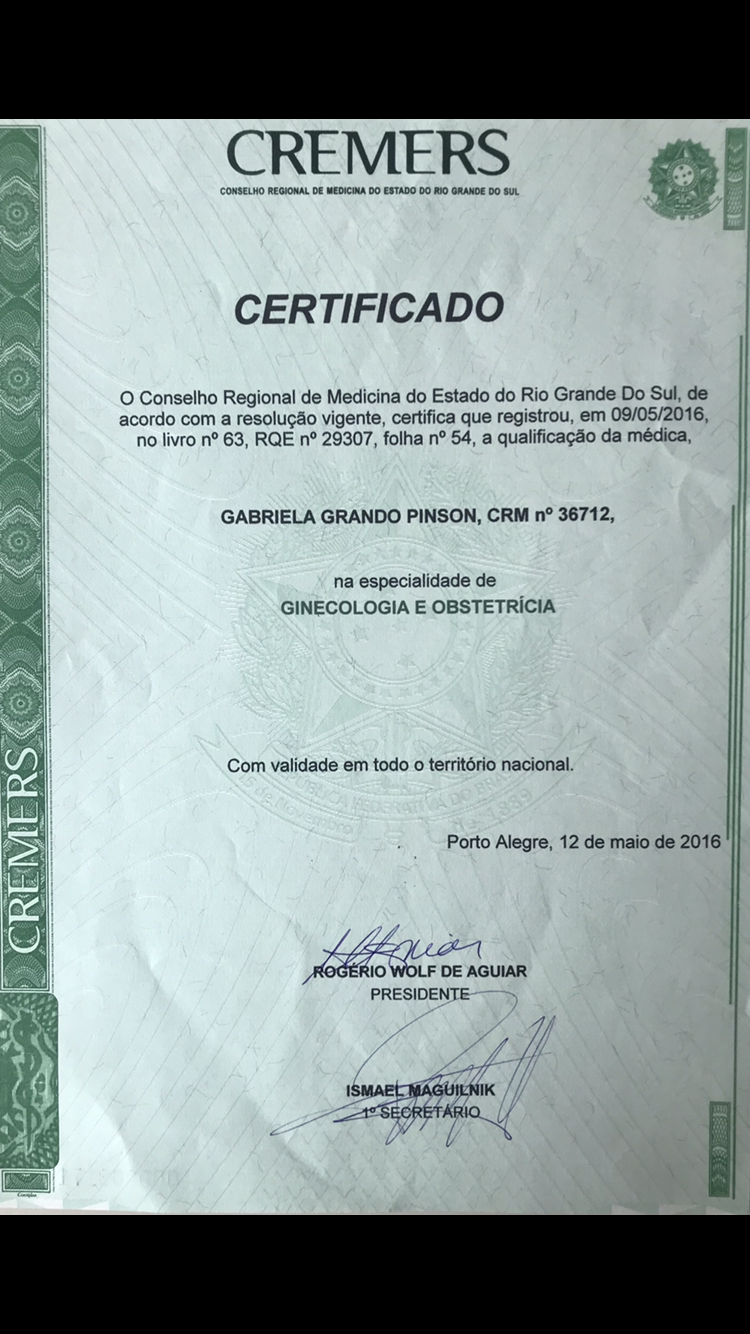 CREMERS
CONSELHO REGIONAL DE MEDICINA DO ESTADO DO RIO GRANDE DO SUL
CERTIFICADO
O Conselho Regional de Medicina do Estado do Rio Grande Do Sul, de
acordo com a resolução vigente, certifica que registrou, em 09/05/2016,
no livro nº 63, RQE nº 29307, folha nº 54, a qualificação da médica,
GABRIELA GRANDO PINSON, CRM nº 36712,
na especialidade de
GINECOLOGIA E OBSTETRÍCIA
Com validade em todo o território nacional.
Porto Alegre, 12 de maio de 2016
ROGÉRIO WOLF DE AGUIAR
PRESIDENTE
ISMAEL MAGUILNIK
1º SECRETÁRIO
CREMERS